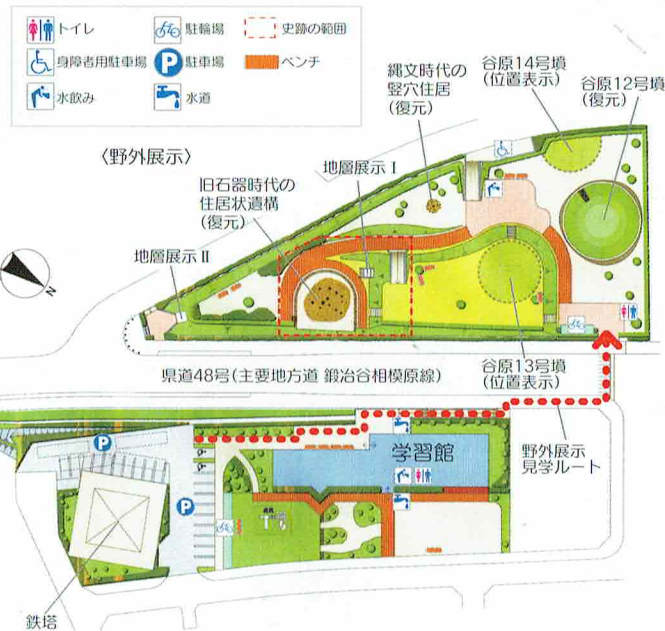 トイレ
駐輪場
史跡の範囲
身障者用駐車場
P
駐車場
ベンチ
水飲み
水道
〈野外展示〉
縄文時代の
竪穴住居
(復元)
谷原14号墳
(位置表示)
谷原12号墳
(復元)
地層展示Ⅰ
旧石器時代の
住居状遺構
(復元)
地層展示Ⅱ
N
谷原13号墳
(位置表示)
県道48号(主要地方道 鍛冶谷相模原線)
野外展示
見学ルート
学習館
P
P
鉄塔